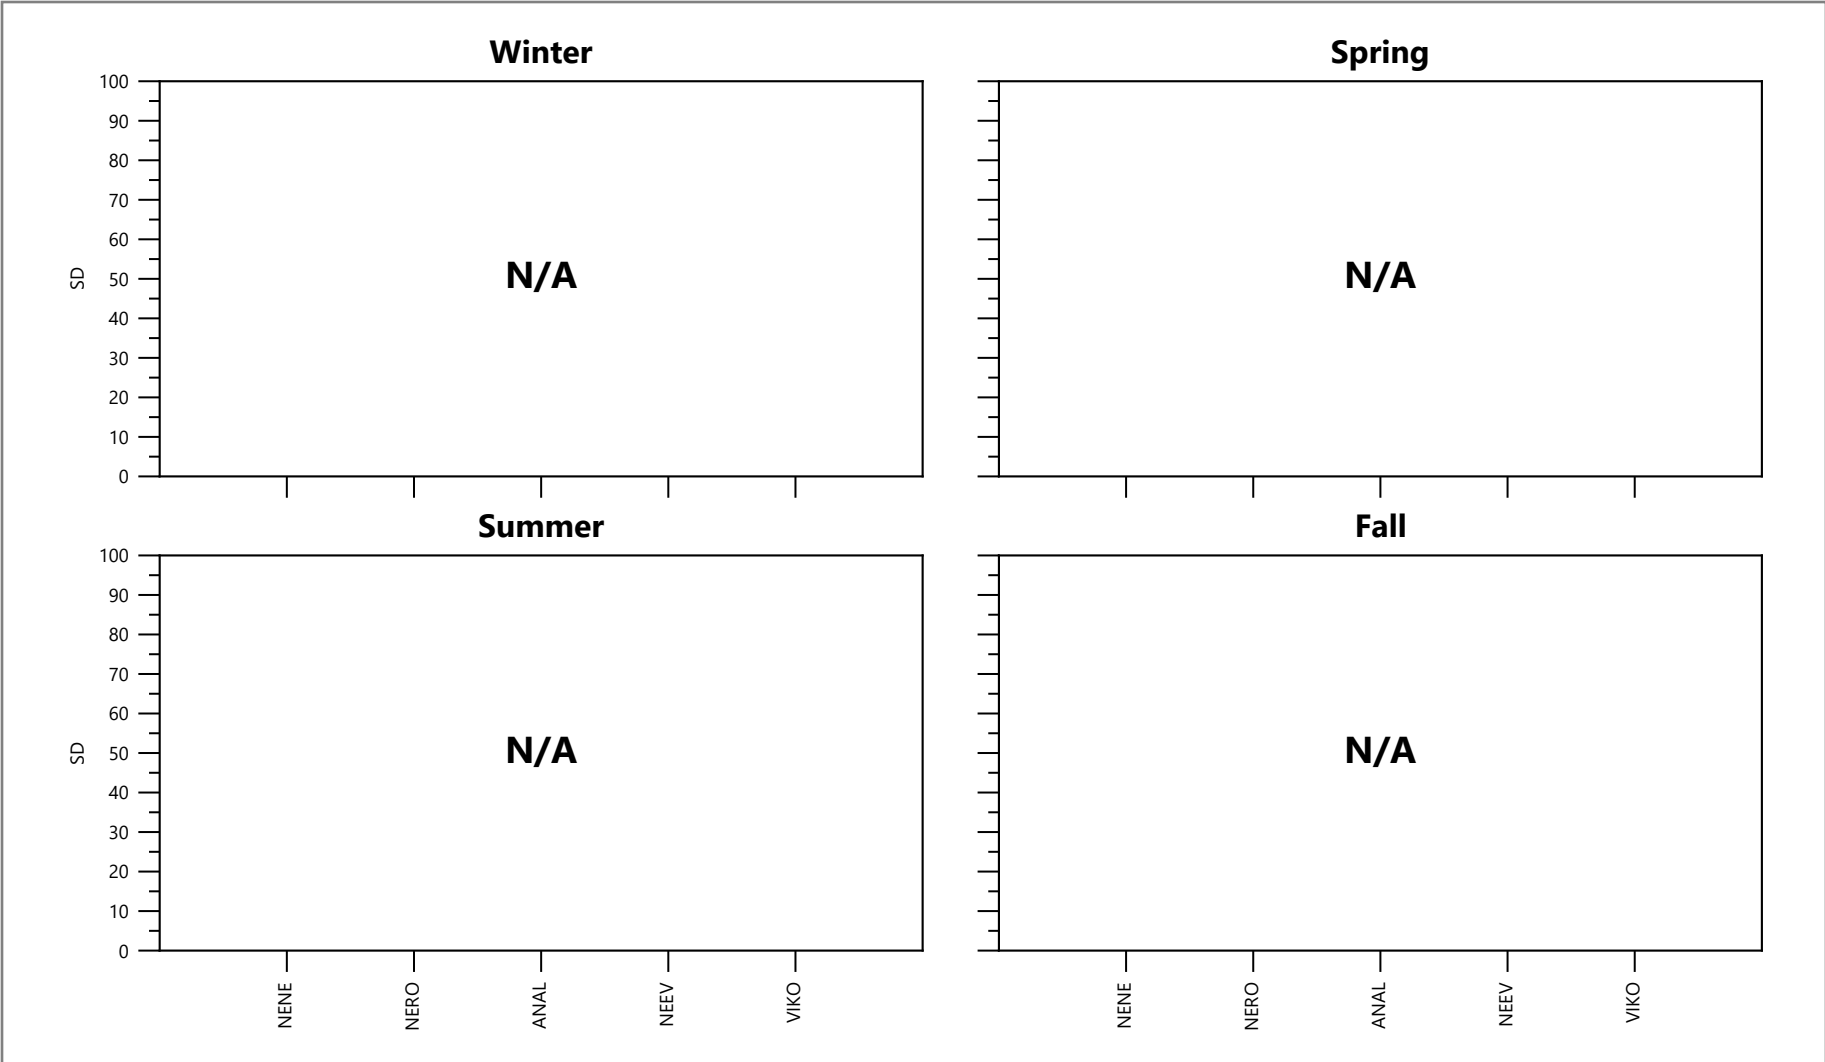 Winter
Spring
100
90
80
70
60
50
40
30
20
10
0
SD
N/A
N/A
Summer
Fall
100
90
80
70
60
50
40
30
20
10
0
SD
N/A
N/A
NENE
NERO
ANAL
NEEV
VIKO
NENE
NERO
ANAL
NEEV
VIKO